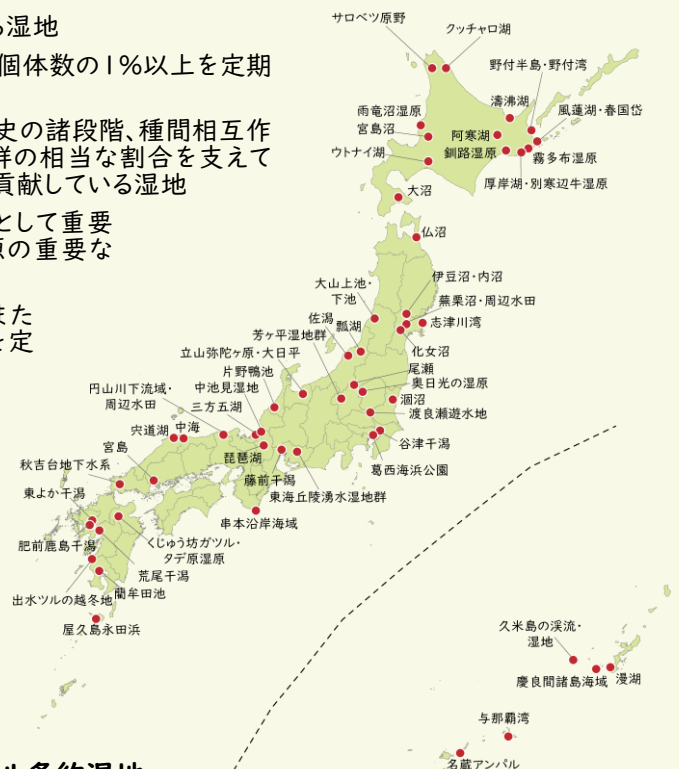 る湿地
個体数の1%以上を定期
史の諸段階、種間相互作
群の相当な割合を支えて
貢献している湿地
として重要
原の重要な
また
を定
サロベツ原野
クッチャロ湖
野付半島・野付湾
濤沸湖
風蓮湖・春国岱
雨竜沼湿原
宮島沼
阿寒湖
ウトナイ湖
釧路湿原
霧多布湿原
厚岸湖・別寒辺牛湿原
大沼
仏沼
伊豆沼・内沼
大山上池・
下池
蕪栗沼・周辺水田
佐潟
瓢湖
志津川湾
芳ヶ平湿地群
化女沼
立山弥陀ヶ原・大日平
尾瀬
片野鴨池
奥日光の湿原
円山川下流域・
周辺水田
中池見湿地
涸沼
三方五湖
渡良瀬遊水地
宍道湖
中海
谷津干潟
宮島
琵琶湖
葛西海浜公園
秋吉台地下水系
藤前干潟
東海丘陵湧水湿地群
東よか干潟
串本沿岸海域
肥前鹿島干潟
くじゅう坊ガツル・
タデ原湿原
荒尾干潟
出水ツルの越冬地
藺牟田池
屋久島永田浜
久米島の渓流・
湿地
慶良間諸島海域
漫湖
与那覇湾
名蔵アンパル
ル条約湿地